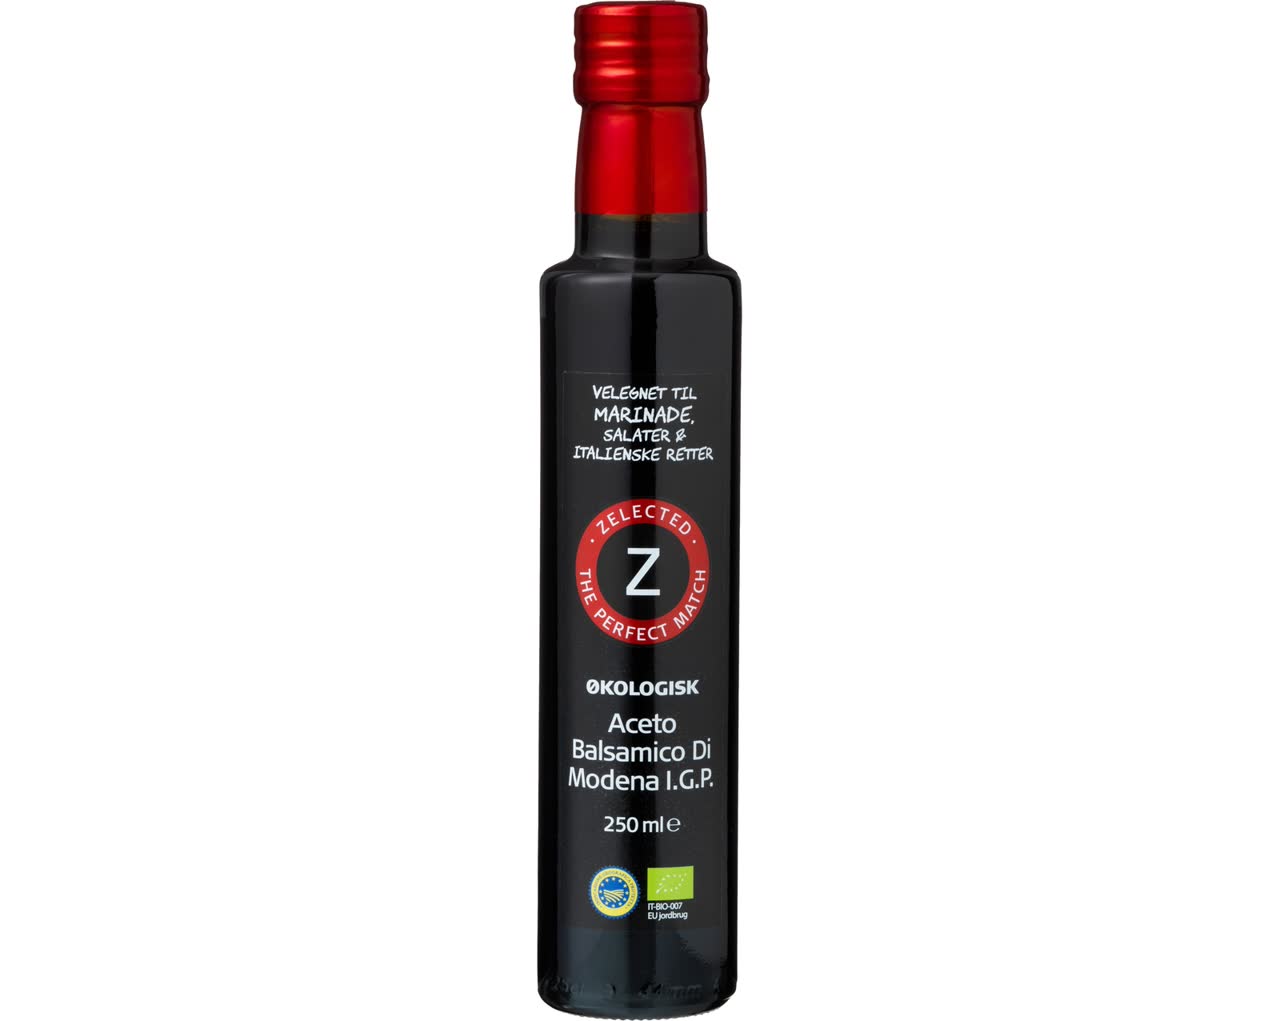 VELEGNET TIL
MARINADE,
SALATER &
ITALIENSKE RETTER
· ZELECTED ·
Z
THE PERFECT MATCH
ØKOLOGISK
Aceto
Balsamico Di
Modena I.G.P.
250 ml ℮
IT-BIO-007
EU jordbrug